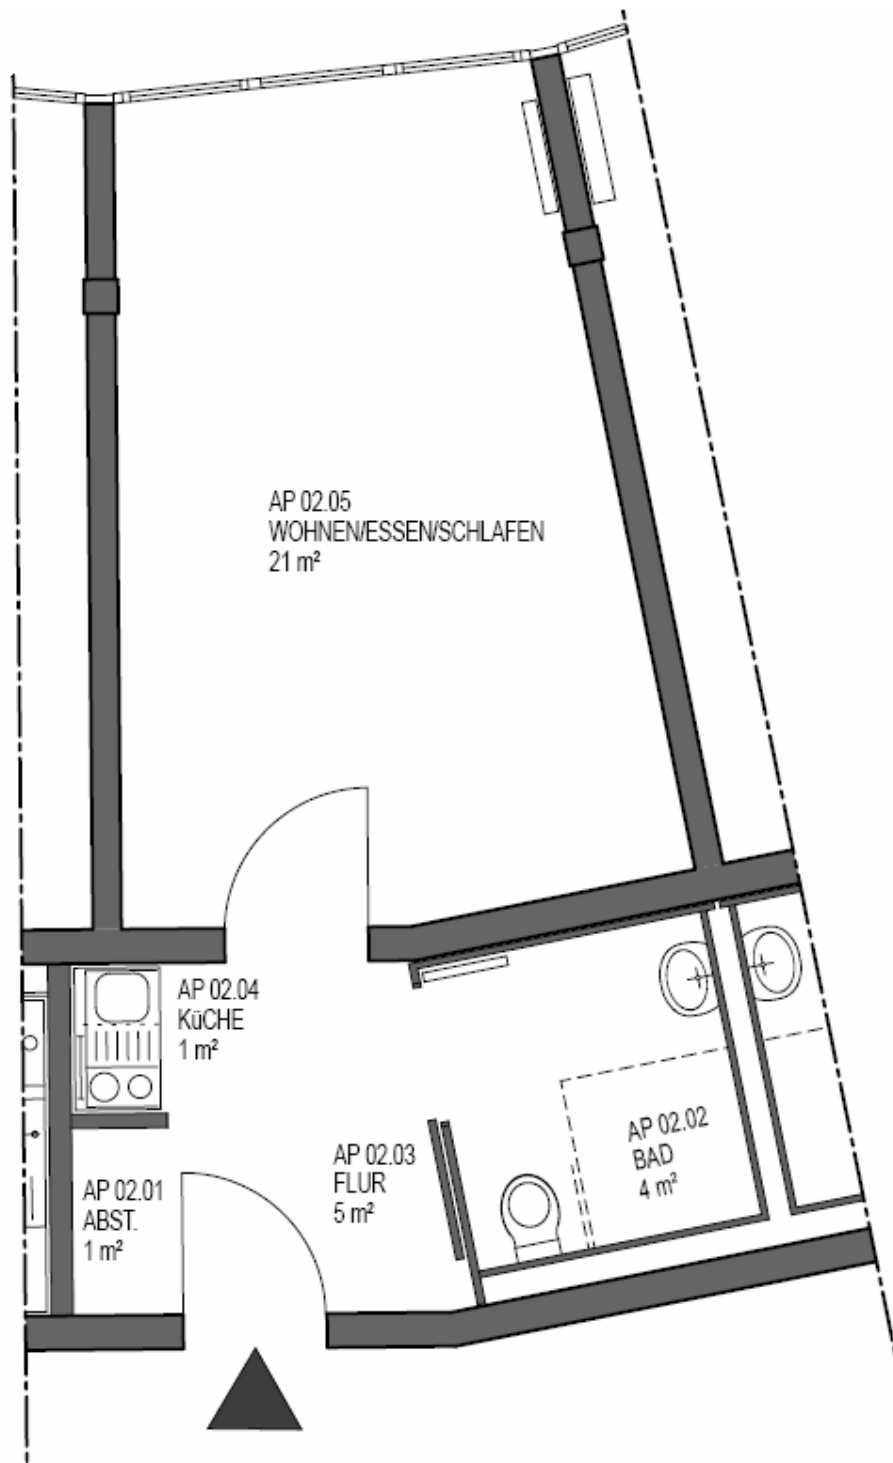 AP 02.05
WOHNEN/ESSEN/SCHLAFEN
21 m²
AP 02.04
KüCHE
1 m²
AP 02.03
FLUR
5 m²
AP 02.02
BAD
4 m²
AP 02.01
ABST.
1 m²